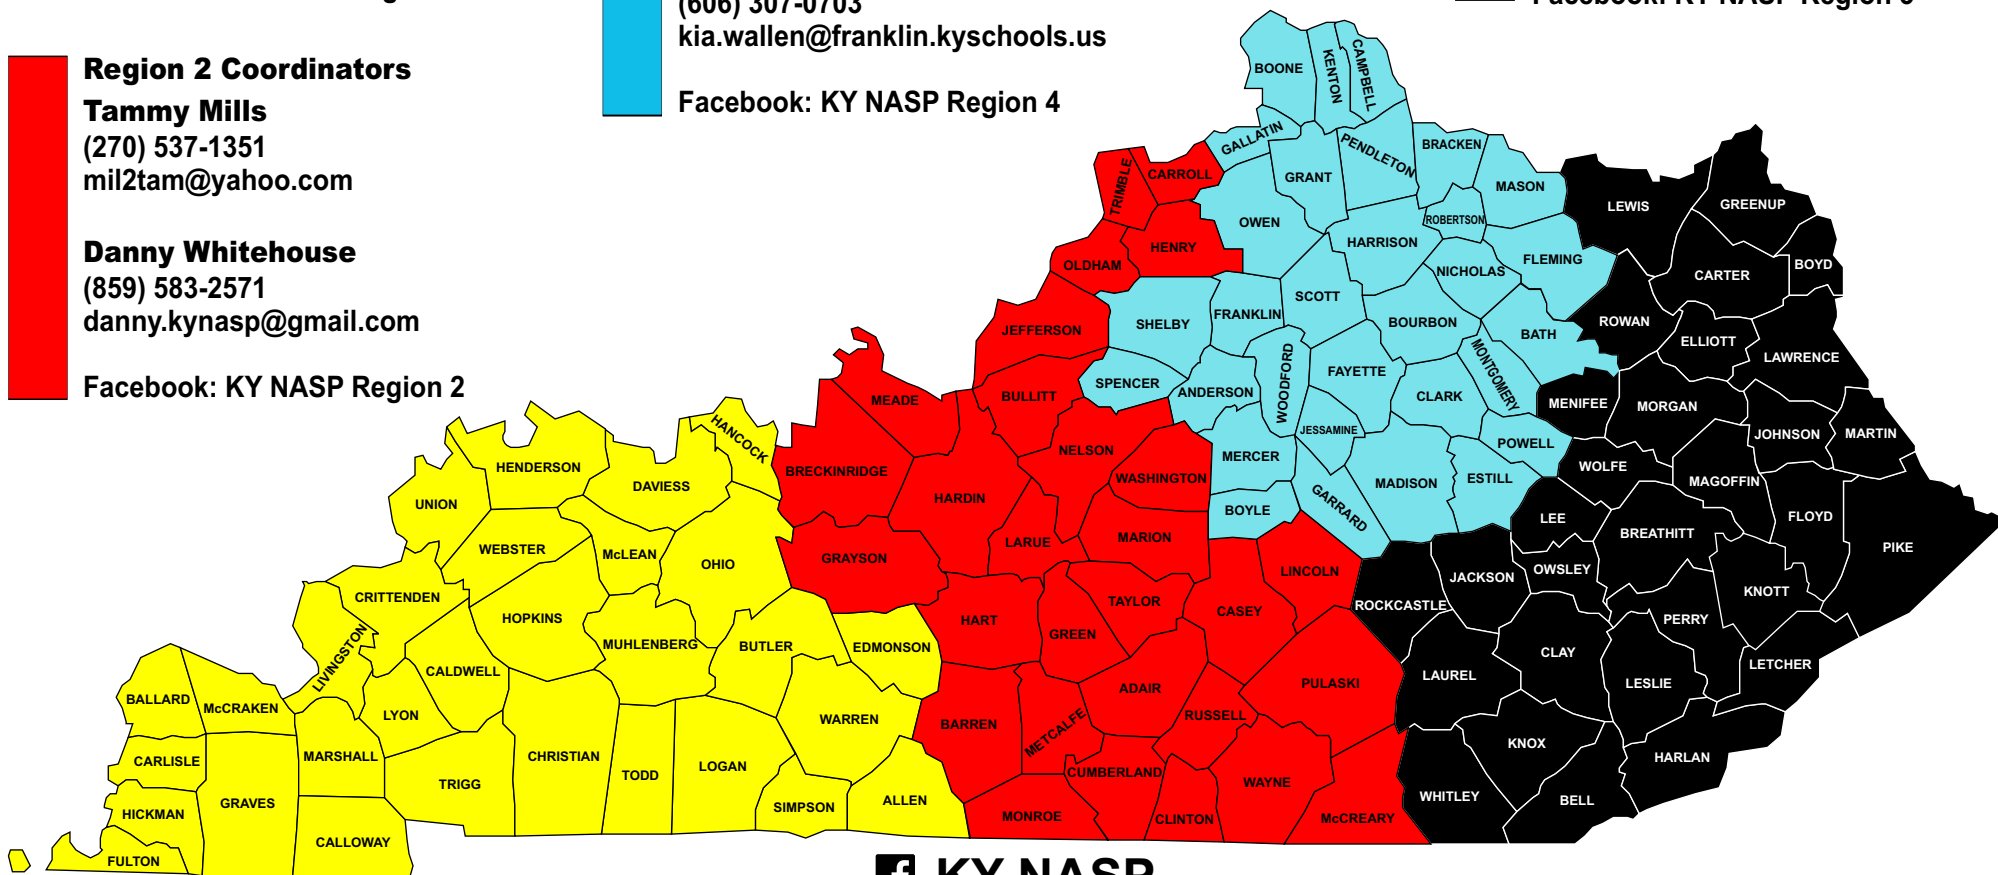 (606) 307-0703
kia.wallen@franklin.kyschools.us
Facebook: KY NASP Region 4
Region 2 Coordinators
Tammy Mills
(270) 537-1351
mil2tam@yahoo.com
Danny Whitehouse
(859) 583-2571
danny.kynasp@gmail.com
Facebook: KY NASP Region 2
BOONE
KENTON
CAMPBELL
GALLATIN
PENDLETON
BRACKEN
GRANT
MASON
TRIMBLE
CARROLL
OWEN
ROBERTSON
LEWIS
GREENUP
HENRY
HARRISON
OLDHAM
NICHOLAS
FLEMING
CARTER
BOYD
SHELBY
FRANKLIN
SCOTT
BOURBON
BATH
ROWAN
ELLIOTT
LAWRENCE
JEFFERSON
SPENCER
ANDERSON
WOODFORD
FAYETTE
MONTGOMERY
CLARK
MENIFEE
MORGAN
MEADE
BULLITT
JESSAMINE
POWELL
JOHNSON
MARTIN
HANCOCK
NELSON
MERCER
WOLFE
MAGOFFIN
HENDERSON
BRECKINRIDGE
WASHINGTON
MADISON
ESTILL
DAVIESS
HARDIN
GARRARD
BOYLE
UNION
LEE
BREATHITT
FLOYD
PIKE
WEBSTER
McLEAN
OHIO
GRAYSON
LARUE
MARION
LINCOLN
JACKSON
OWSLEY
KNOTT
CRITTENDEN
HOPKINS
HART
TAYLOR
CASEY
ROCKCASTLE
PERRY
GREEN
MUHLENBERG
BUTLER
EDMONSON
CLAY
LETCHER
LIVINGSTON
CALDWELL
PULASKI
LAUREL
LESLIE
BALLARD
McCRAKEN
LYON
WARREN
BARREN
METCALFE
ADAIR
RUSSELL
CARLISLE
MARSHALL
CHRISTIAN
TODD
LOGAN
CUMBERLAND
KNOX
HARLAN
TRIGG
WAYNE
HICKMAN
GRAVES
SIMPSON
ALLEN
MONROE
CLINTON
McCREARY
WHITLEY
BELL
CALLOWAY
FULTON
KY NASP